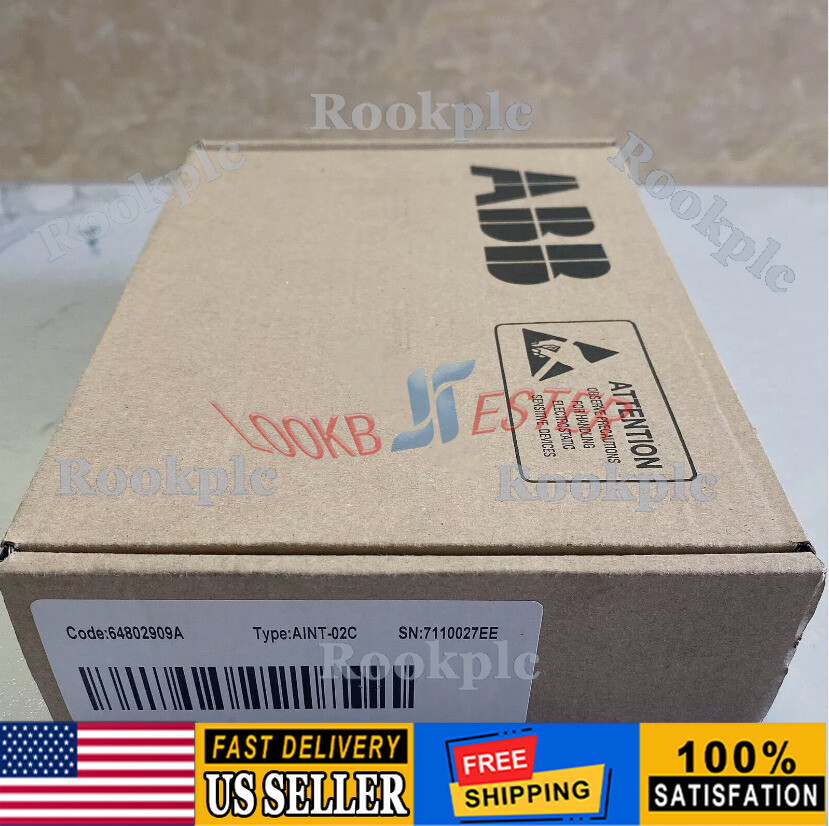 Rookplc
Rookplc
Rookplc
ABB
ATTENTION
OBSERVE PRECAUTIONS
FOR HANDLING
ELECTROSTATIC
SENSITIVE DEVICES
LOOKB ESTER
Rookplc
Rookplc
Code:64802909A Type:AINT-02C SN:7110027EE
Rookplc
FAST DELIVERY
US SELLER
FREE
SHIPPING
100%
SATISFATION